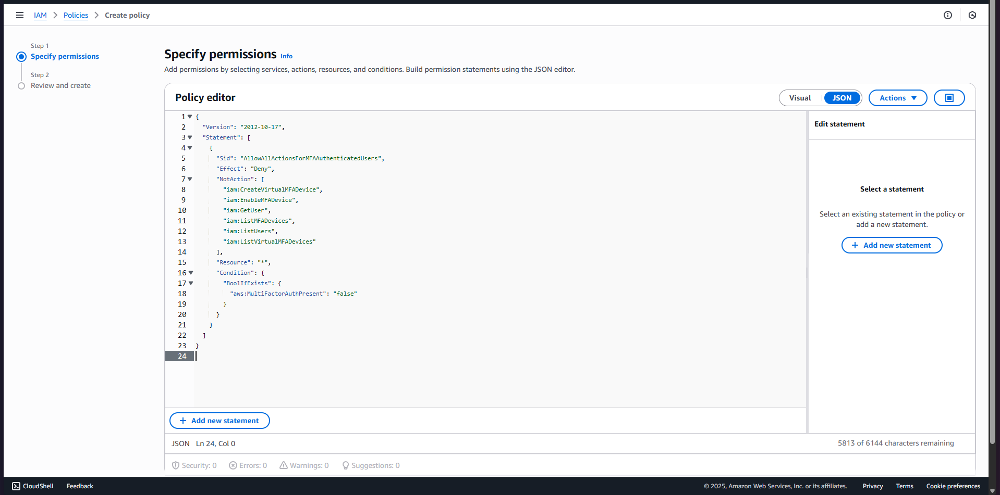 IAM > Policies > Create policy
Step 1
Specify permissions
Step 2
Review and create
Specify permissions Info
Add permissions by selecting services, actions, resources, and conditions. Build permission statements using the JSON editor.
Policy editor
Visual | JSON Actions
1 {
2 "Version": "2012-10-17",
3 "Statement": [
4 {
5 "Sid": "AllowAllActionsForMFAAuthenticatedUsers",
6 "Effect": "Deny",
7 "NotAction": [
8 "iam:CreateVirtualMFADevice",
9 "iam:EnableMFADevice",
10 "iam:GetUser",
11 "iam:ListMFADevices",
12 "iam:ListUsers",
13 "iam:ListVirtualMFADevices"
14 ],
15 "Resource": "*",
16 "Condition": {
17 "BoolIfExists": {
18 "aws:MultiFactorAuthPresent": "false"
19 }
20 }
21 }
22 ]
23 }
24
Edit statement
Select a statement
Select an existing statement in the policy or
add a new statement.
+ Add new statement
+ Add new statement
JSON Ln 24, Col 0
5813 of 6144 characters remaining
Security: 0 Errors: 0 Warnings: 0 Suggestions: 0
CloudShell Feedback
© 2025, Amazon Web Services, Inc. or its affiliates. Privacy Terms Cookie preferences